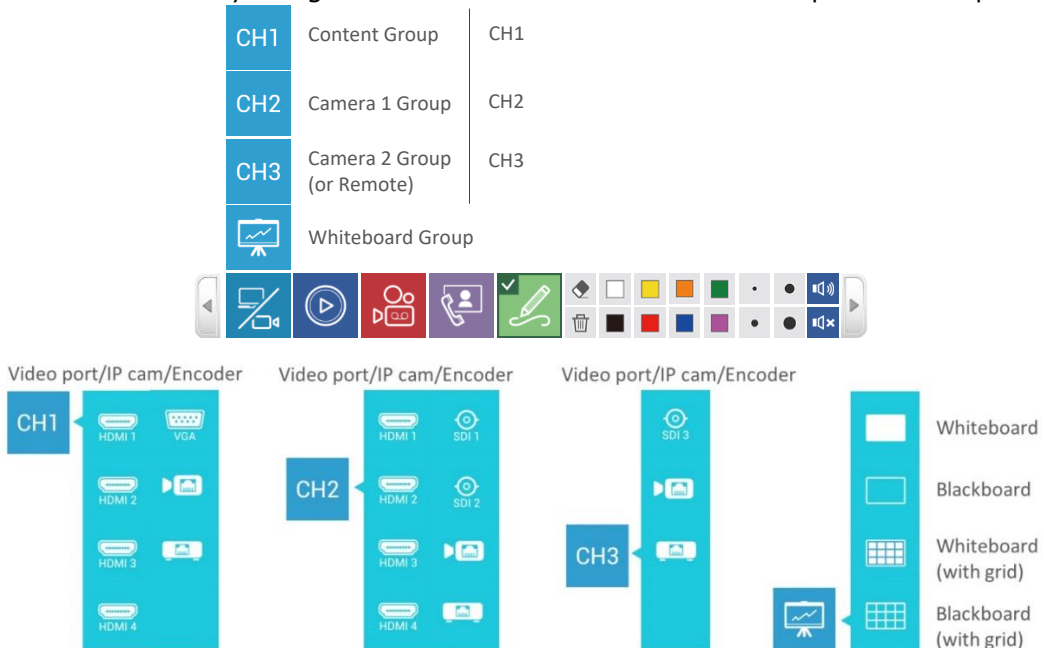 CH1 Content Group CH1
CH2 Camera 1 Group CH2
CH3 Camera 2 Group CH3
(or Remote)
Whiteboard Group
Video port/IP cam/Encoder
CH1
HDMI 1 VGA
HDMI 2
HDMI 3
HDMI 4
Video port/IP cam/Encoder
CH2
HDMI 1 SDI 1
HDMI 2 SDI 2
HDMI 3
HDMI 4
Video port/IP cam/Encoder
CH3
SDI 3
Whiteboard
Blackboard
Whiteboard
(with grid)
Blackboard
(with grid)